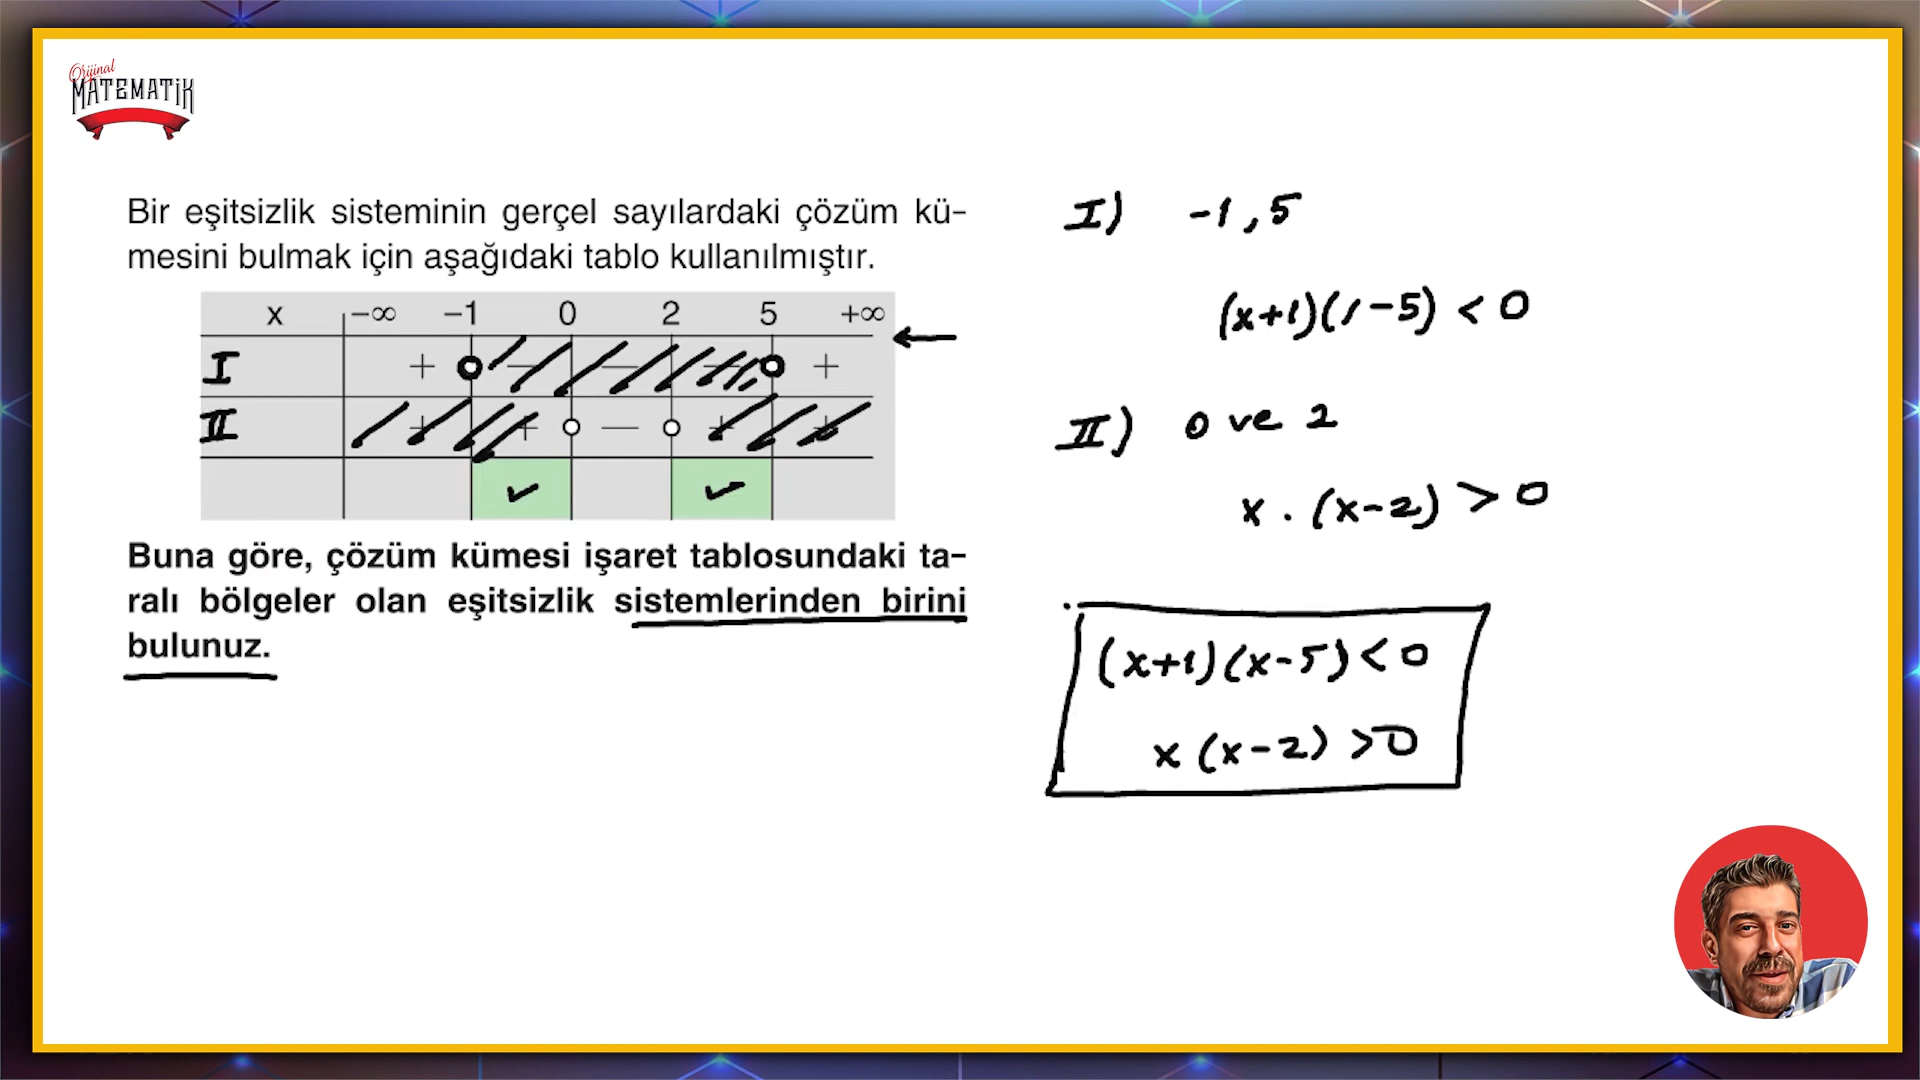 Orijinal
MATEMATİK
Bir eşitsizlik sisteminin gerçel sayılardaki çözüm kü-
mesini bulmak için aşağıdaki tablo kullanılmıştır.
x −∞ −1 0 2 5 +∞
I + − − − +
II + + − + +
✓ ✓
Buna göre, çözüm kümesi işaret tablosundaki ta-
ralı bölgeler olan eşitsizlik sistemlerinden birini
bulunuz.
I) -1, 5
(x+1)(1-5) < 0
II) 0 ve 2
x . (x-2) > 0
(x+1)(x-5) < 0
x (x-2) > 0